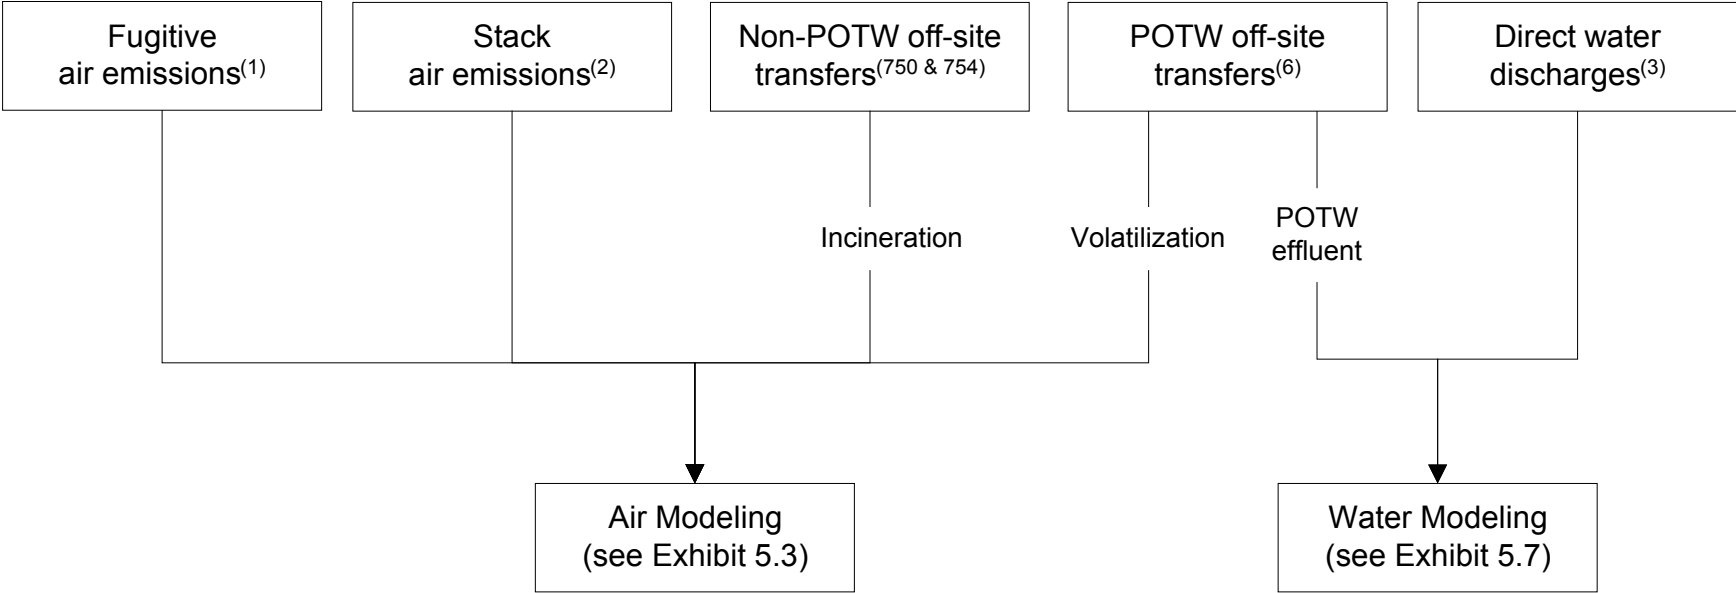 Fugitive
air emissions(1)
Stack
air emissions(2)
Non-POTW off-site
transfers(750 & 754)
POTW off-site
transfers(6)
Direct water
discharges(3)
Incineration
Volatilization
POTW
effluent
Air Modeling
(see Exhibit 5.3)
Water Modeling
(see Exhibit 5.7)